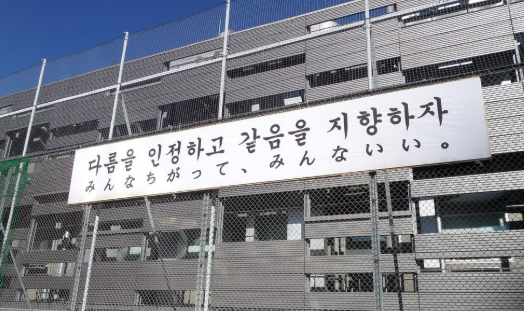 다름을 인정하고 같음을 지향하자
みんなちがって、みんないい。